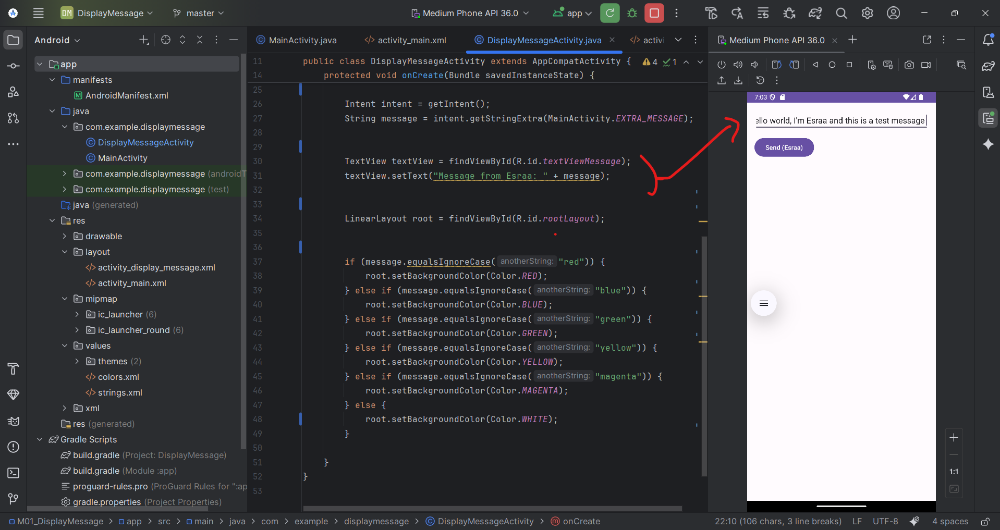 DM DisplayMessage
master
Medium Phone API 36.0
app
Android
app
manifests
AndroidManifest.xml
java
com.example.displaymessage
DisplayMessageActivity
MainActivity
com.example.displaymessage (androidT
com.example.displaymessage (test)
java (generated)
res
drawable
layout
activity_display_message.xml
activity_main.xml
mipmap
ic_launcher (6)
ic_launcher_round (6)
values
themes (2)
colors.xml
strings.xml
xml
res (generated)
Gradle Scripts
build.gradle (Project: DisplayMessage)
build.gradle (Module :app)
proguard-rules.pro (ProGuard Rules for ":ap
gradle.properties (Project Properties)
MainActivity.java
activity_main.xml
DisplayMessageActivity.java
activi
4 1
11 public class DisplayMessageActivity extends AppCompatActivity {
14 protected void onCreate(Bundle savedInstanceState) {
25
26 Intent intent = getIntent();
27 String message = intent.getStringExtra(MainActivity.EXTRA_MESSAGE);
28
29
30 TextView textView = findViewById(R.id.textViewMessage);
31 textView.setText("Message from Esraa: " + message);
32
33
34 LinearLayout root = findViewById(R.id.rootLayout);
35
36
37 if (message.equalsIgnoreCase( anotherString: "red")) {
38 root.setBackgroundColor(Color.RED);
39 } else if (message.equalsIgnoreCase( anotherString: "blue")) {
40 root.setBackgroundColor(Color.BLUE);
41 } else if (message.equalsIgnoreCase( anotherString: "green")) {
42 root.setBackgroundColor(Color.GREEN);
43 } else if (message.equalsIgnoreCase( anotherString: "yellow")) {
44 root.setBackgroundColor(Color.YELLOW);
45 } else if (message.equalsIgnoreCase( anotherString: "magenta")) {
46 root.setBackgroundColor(Color.MAGENTA);
47 } else {
48 root.setBackgroundColor(Color.WHITE);
49 }
50
51 }
52 }
53
Medium Phone API 36.0
7:03
ello world, I'm Esraa and this is a test message
Send (Esraa)
1:1
M01_DisplayMessage > app > src > main > java > com > example > displaymessage > DisplayMessageActivity > onCreate
22:10 (106 chars, 3 line breaks) LF UTF-8 4 spaces